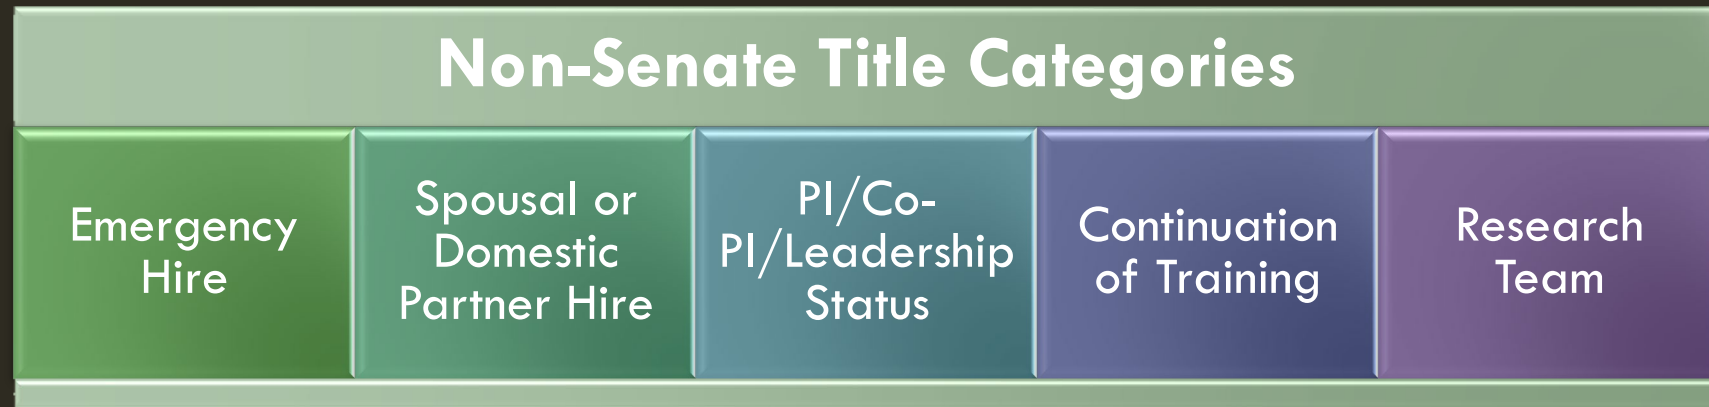 Non-Senate Title Categories
Emergency
Hire
Spousal or
Domestic
Partner Hire
PI/Co-
PI/Leadership
Status
Continuation
of Training
Research
Team